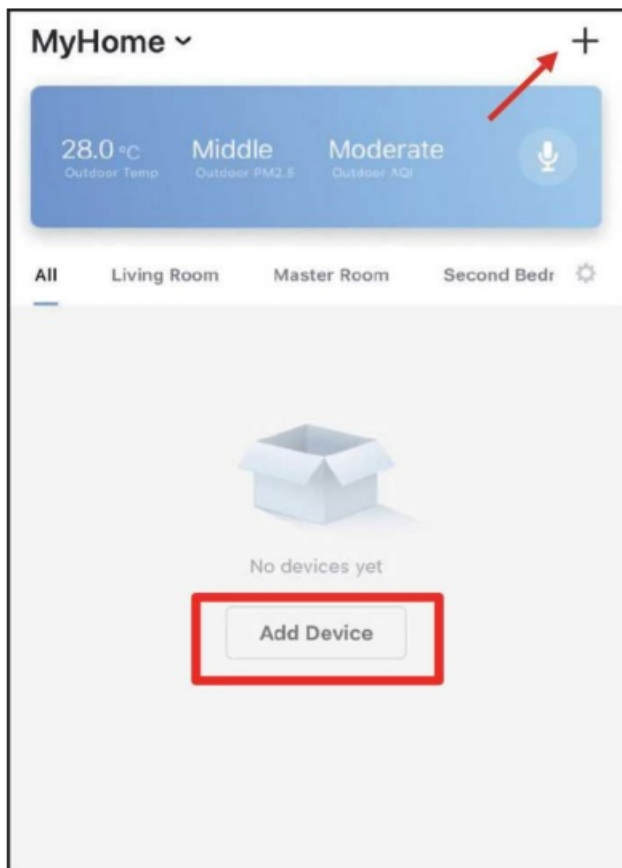 MyHome
28.0 °C Middle Moderate
Outdoor Temp Outdoor PM2.5 Outdoor AQI
All Living Room Master Room Second Bedr
No devices yet
Add Device